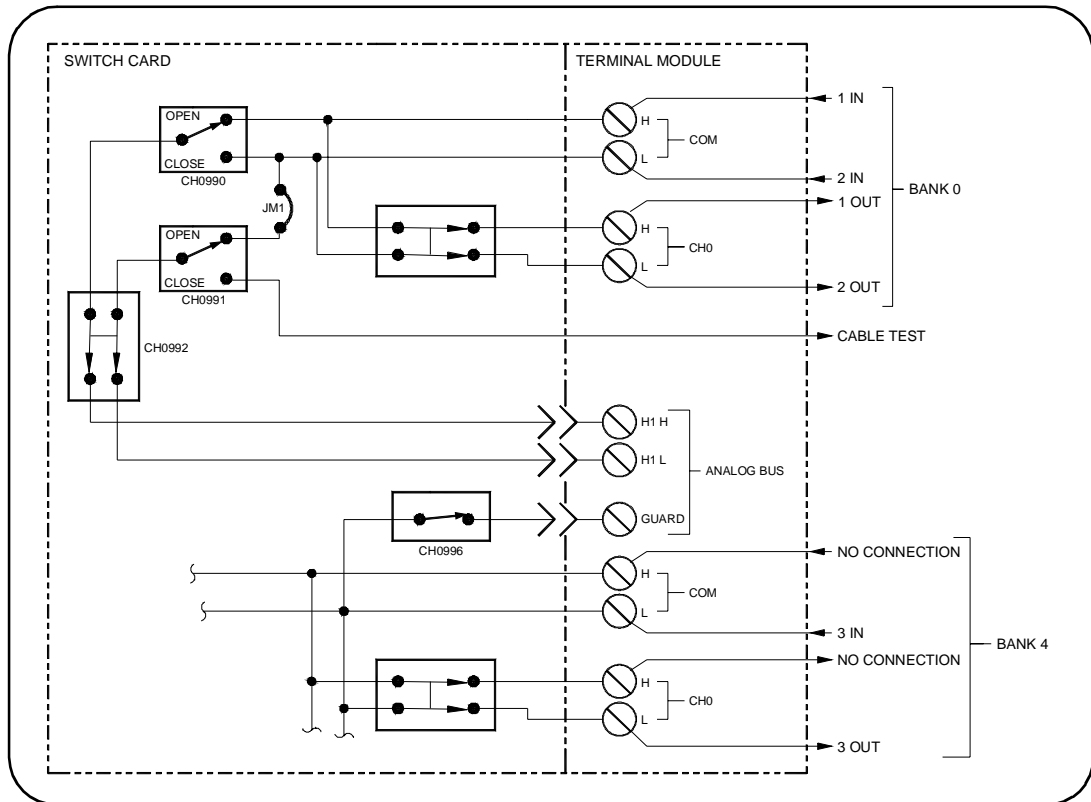 SWITCH CARD
TERMINAL MODULE
OPEN
CLOSE
CH0990
JM1
OPEN
CLOSE
CH0991
CH0992
H
COM
L
1 IN
2 IN
1 OUT
H
CH0
L
2 OUT
BANK 0
CABLE TEST
H1 H
H1 L
ANALOG BUS
GUARD
CH0996
NO CONNECTION
H
COM
L
3 IN
NO CONNECTION
BANK 4
H
CH0
L
3 OUT